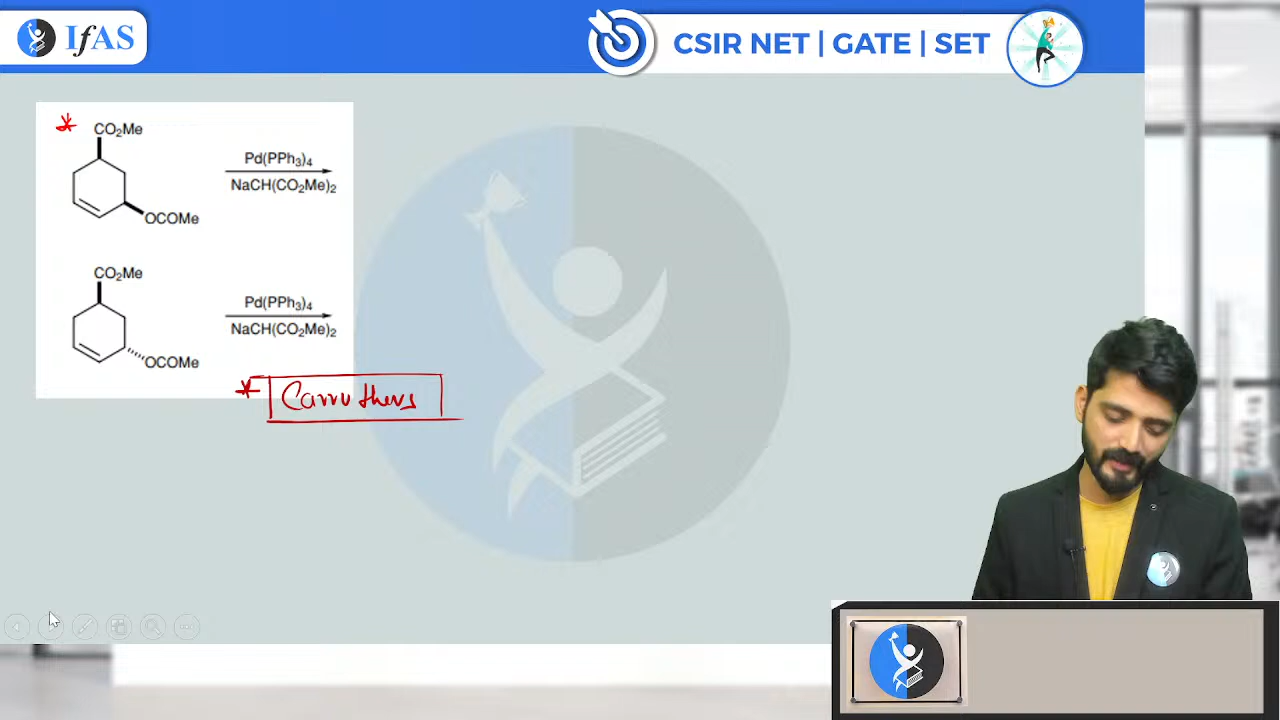 IfAS
CSIR NET | GATE | SET
*
CO₂Me
Pd(PPh₃)₄
NaCH(CO₂Me)₂
OCOMe
CO₂Me
Pd(PPh₃)₄
NaCH(CO₂Me)₂
OCOMe
* Carruthers